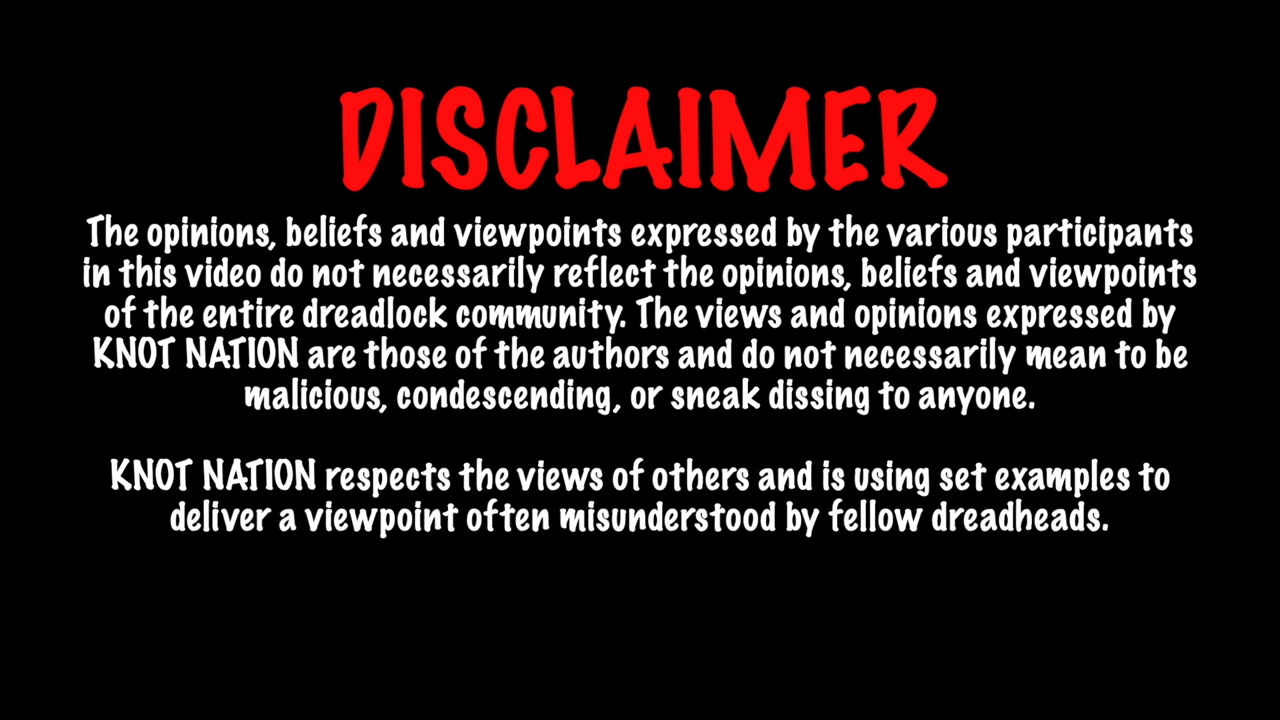 DISCLAIMER
The opinions, beliefs and viewpoints expressed by the various participants
in this video do not necessarily reflect the opinions, beliefs and viewpoints
of the entire dreadlock community. The views and opinions expressed by
KNOT NATION are those of the authors and do not necessarily mean to be
malicious, condescending, or sneak dissing to anyone.
KNOT NATION respects the views of others and is using set examples to
deliver a viewpoint often misunderstood by fellow dreadheads.